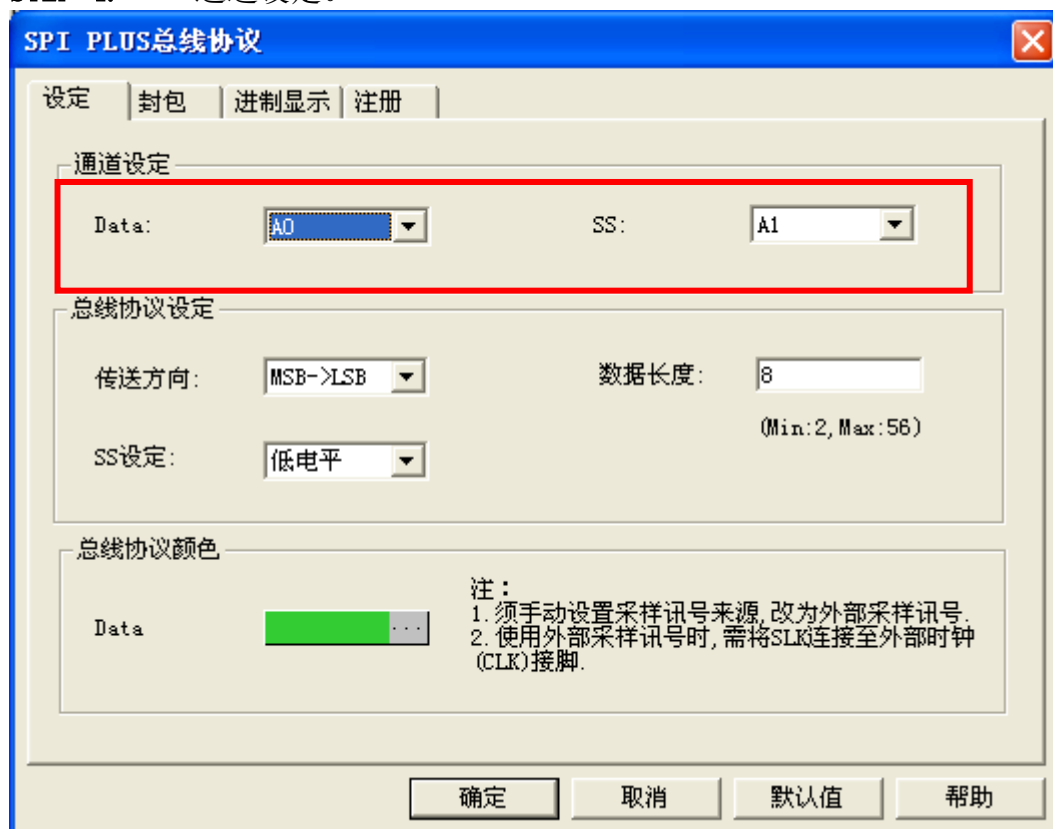 SPI PLUS总线协议
设定 封包 进制显示 注册
通道设定
Data: A0 SS: A1
总线协议设定
传送方向: MSB->LSB 数据长度: 8
(Min:2,Max:56)
SS设定: 低电平
总线协议颜色
注：
1.须手动设置采样讯号来源,改为外部采样讯号.
Data ...
2.使用外部采样讯号时,需将SLK连接至外部时钟
(CLK)接脚.
确定 取消 默认值 帮助